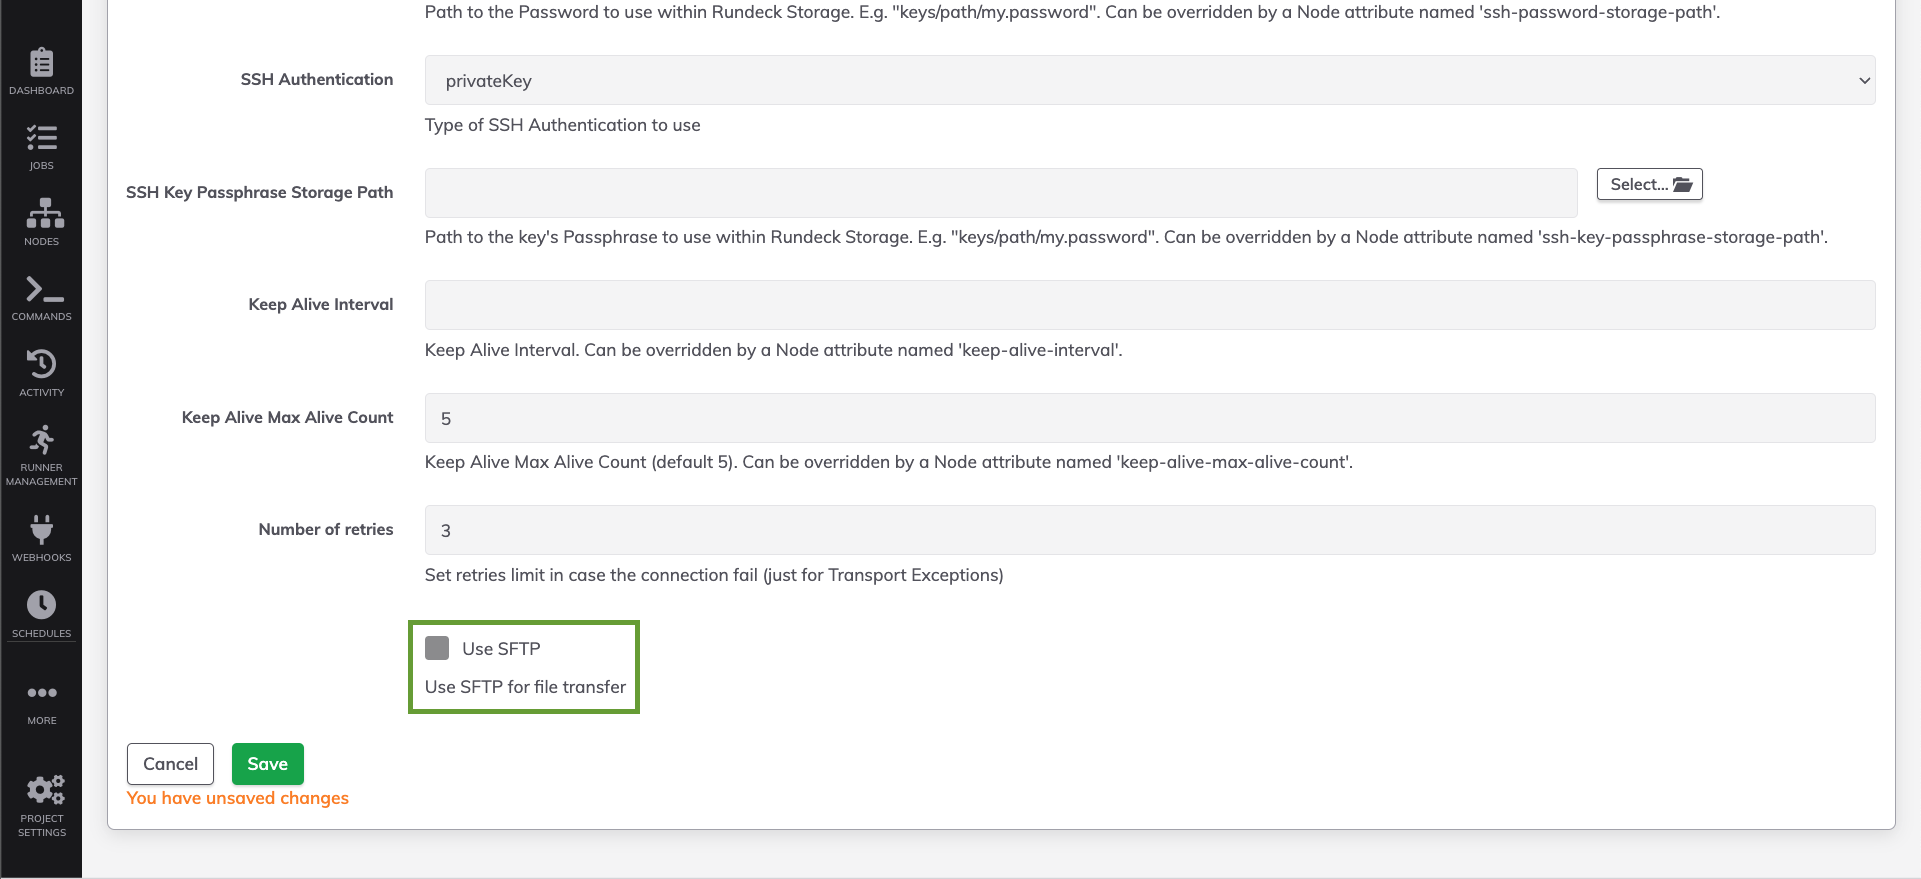 Path to the Password to use within Rundeck Storage. E.g. "keys/path/my.password". Can be overridden by a Node attribute named 'ssh-password-storage-path'.
DASHBOARD
JOBS
NODES
COMMANDS
ACTIVITY
RUNNER
MANAGEMENT
WEBHOOKS
SCHEDULES
MORE
PROJECT
SETTINGS
SSH Authentication
privateKey
Type of SSH Authentication to use
SSH Key Passphrase Storage Path
Select...
Path to the key's Passphrase to use within Rundeck Storage. E.g. "keys/path/my.password". Can be overridden by a Node attribute named 'ssh-key-passphrase-storage-path'.
Keep Alive Interval
Keep Alive Interval. Can be overridden by a Node attribute named 'keep-alive-interval'.
Keep Alive Max Alive Count
5
Keep Alive Max Alive Count (default 5). Can be overridden by a Node attribute named 'keep-alive-max-alive-count'.
Number of retries
3
Set retries limit in case the connection fail (just for Transport Exceptions)
Use SFTP
Use SFTP for file transfer
Cancel
Save
You have unsaved changes